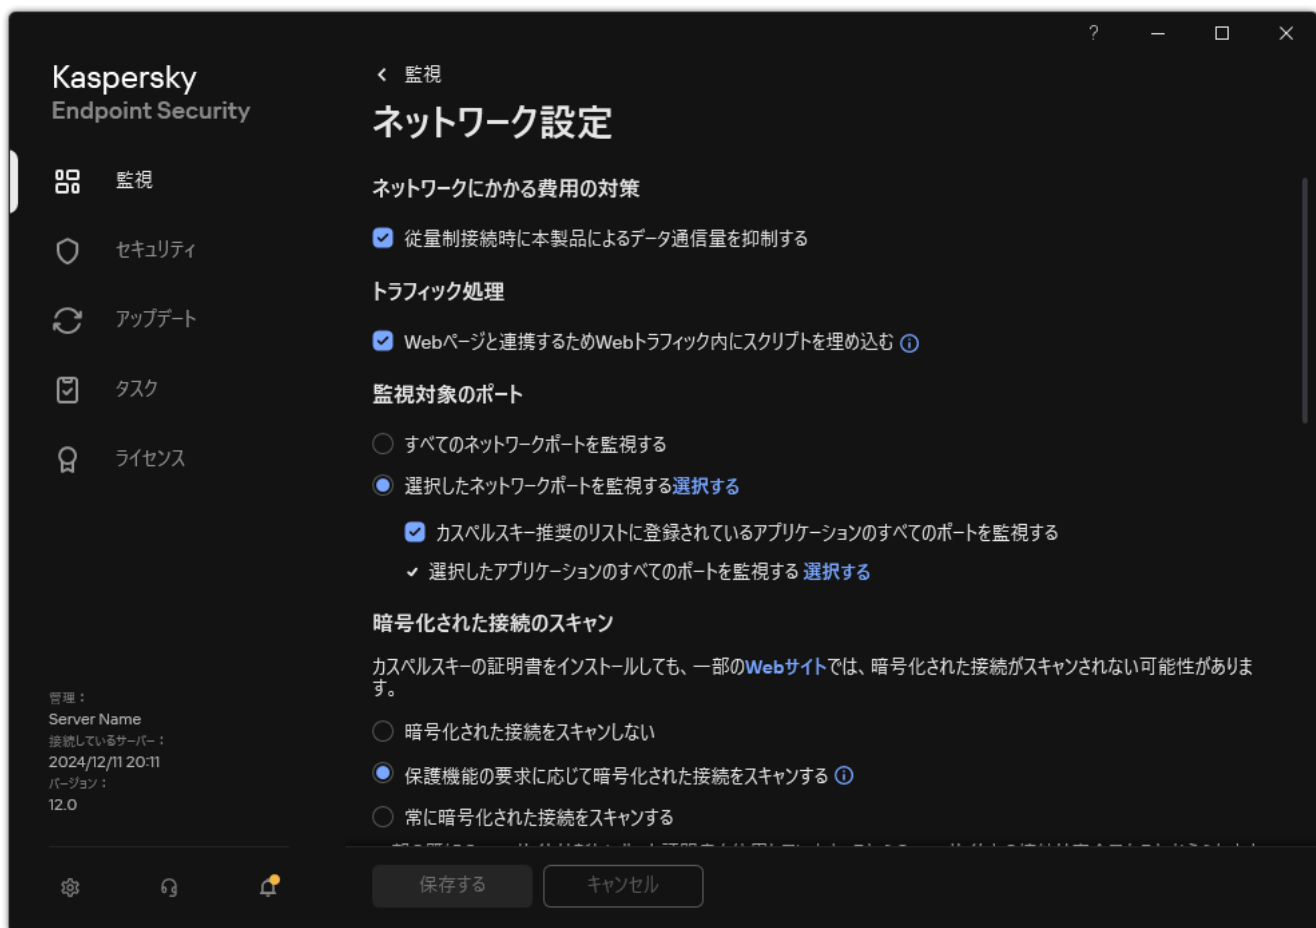 ?
Kaspersky
Endpoint Security
監視
セキュリティ
アップデート
タスク
ライセンス
管理：
Server Name
接続しているサーバー：
2024/12/11 20:11
バージョン：
12.0
監視
ネットワーク設定
ネットワークにかかる費用の対策
従量制接続時に本製品によるデータ通信量を抑制する
トラフィック処理
Webページと連携するためWebトラフィック内にスクリプトを埋め込む
監視対象のポート
すべてのネットワークポートを監視する
選択したネットワークポートを監視する選択する
カスペルスキー推奨のリストに登録されているアプリケーションのすべてのポートを監視する
選択したアプリケーションのすべてのポートを監視する 選択する
暗号化された接続のスキャン
カスペルスキーの証明書をインストールしても、一部のWebサイトでは、暗号化された接続がスキャンされない可能性がありま
す。
暗号化された接続をスキャンしない
保護機能の要求に応じて暗号化された接続をスキャンする
常に暗号化された接続をスキャンする
保存する
キャンセル